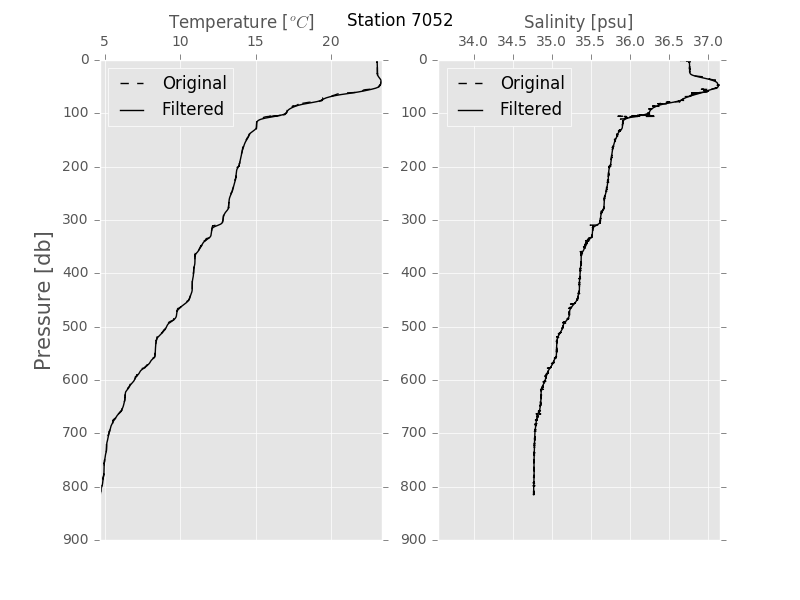 Station 7052
Temperature [°C]
5 10 15 20
Original
Filtered
0
100
200
300
400
500
600
700
800
900
Pressure [db]
Salinity [psu]
34.0 34.5 35.0 35.5 36.0 36.5 37.0
Original
Filtered
0
100
200
300
400
500
600
700
800
900